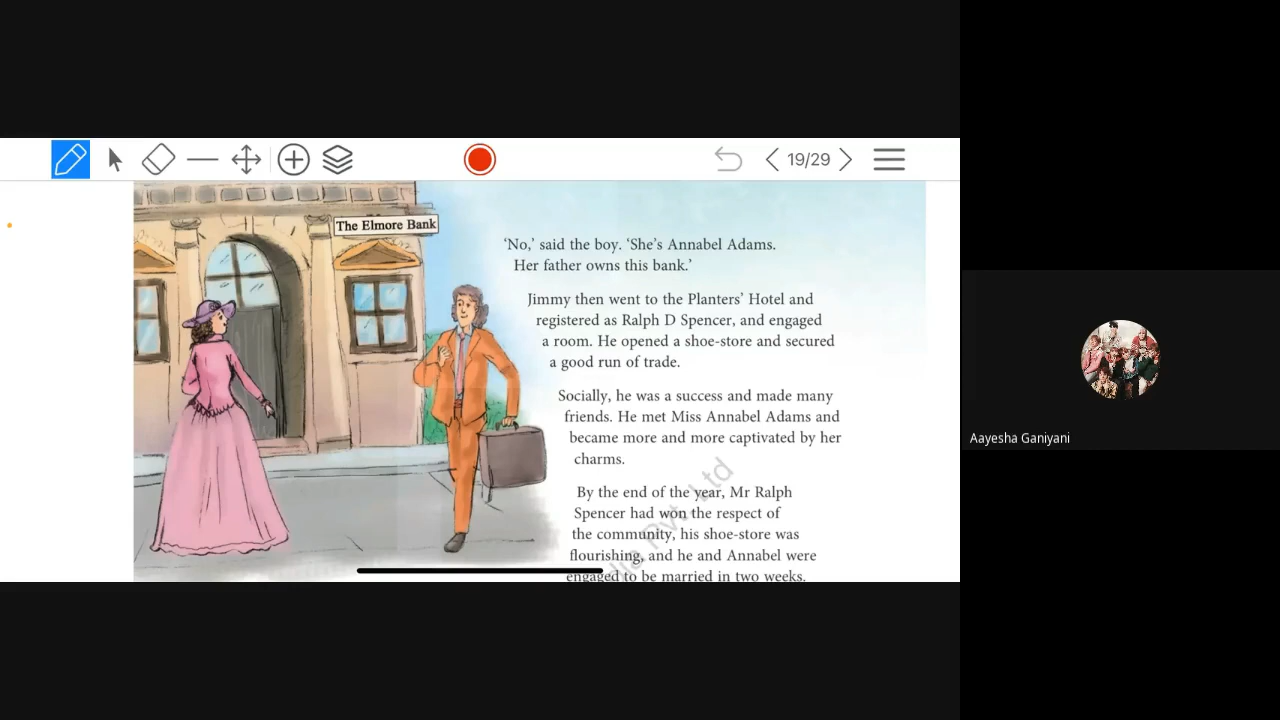 19/29
The Elmore Bank
‘No,’ said the boy. ‘She’s Annabel Adams.
Her father owns this bank.’
Jimmy then went to the Planters’ Hotel and
registered as Ralph D Spencer, and engaged
a room. He opened a shoe-store and secured
a good run of trade.
Socially, he was a success and made many
friends. He met Miss Annabel Adams and
became more and more captivated by her
charms.
By the end of the year, Mr Ralph
Spencer had won the respect of
the community, his shoe-store was
flourishing, and he and Annabel were
engaged to be married in two weeks.
Pvt. Ltd
Aayesha Ganiyani